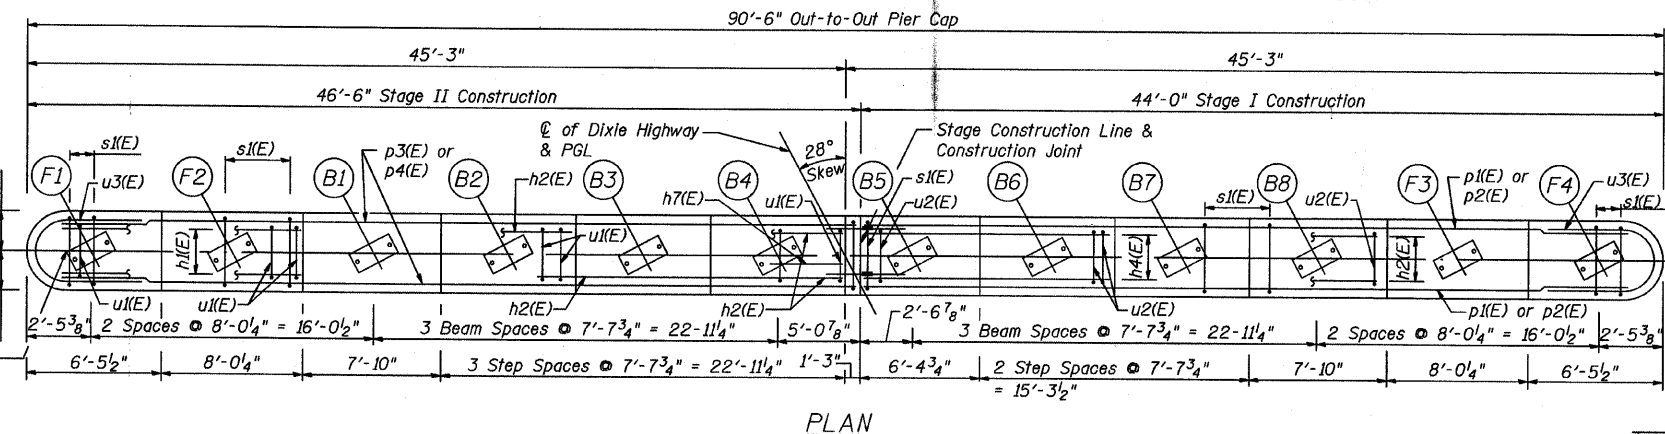 90'-6" Out-to-Out Pier Cap
45'-3"
45'-3"
46'-6" Stage II Construction
44'-0" Stage I Construction
℄ of Dixie Highway
& PGL
28°
Skew
Stage Construction Line &
Construction Joint
s1(E)
s1(E)
p3(E) or
p4(E)
h2(E)
h7(E)
u1(E)
s1(E)
u2(E)
s1(E)
u2(E)
p1(E) or
p2(E)
u3(E)
s1(E)
F1
u3(E)
F2
B1
B2
B3
B4
B5
B6
B7
B8
F3
F4
h1(E)
u1(E)
h4(E)
h2(E)
u1(E)
u1(E)
h2(E)
h2(E)
u2(E)
p1(E) or p2(E)
2'-5⅜"
2 Spaces @ 8'-0¼" = 16'-0½"
3 Beam Spaces @ 7'-7¾" = 22-11¼"
5'-0⅞"
2'-6⅞"
3 Beam Spaces @ 7'-7¾" = 22-11¼"
2 Spaces @ 8'-0¼" = 16'-0½"
2'-5⅜"
6'-5½"
8'-0¼"
7'-10"
3 Step Spaces @ 7'-7¾" = 22'-11¼"
1'-3"
6'-4¾"
2 Step Spaces @ 7'-7¾"
= 15'-3½"
7'-10"
8'-0¼"
6'-5½"
PLAN